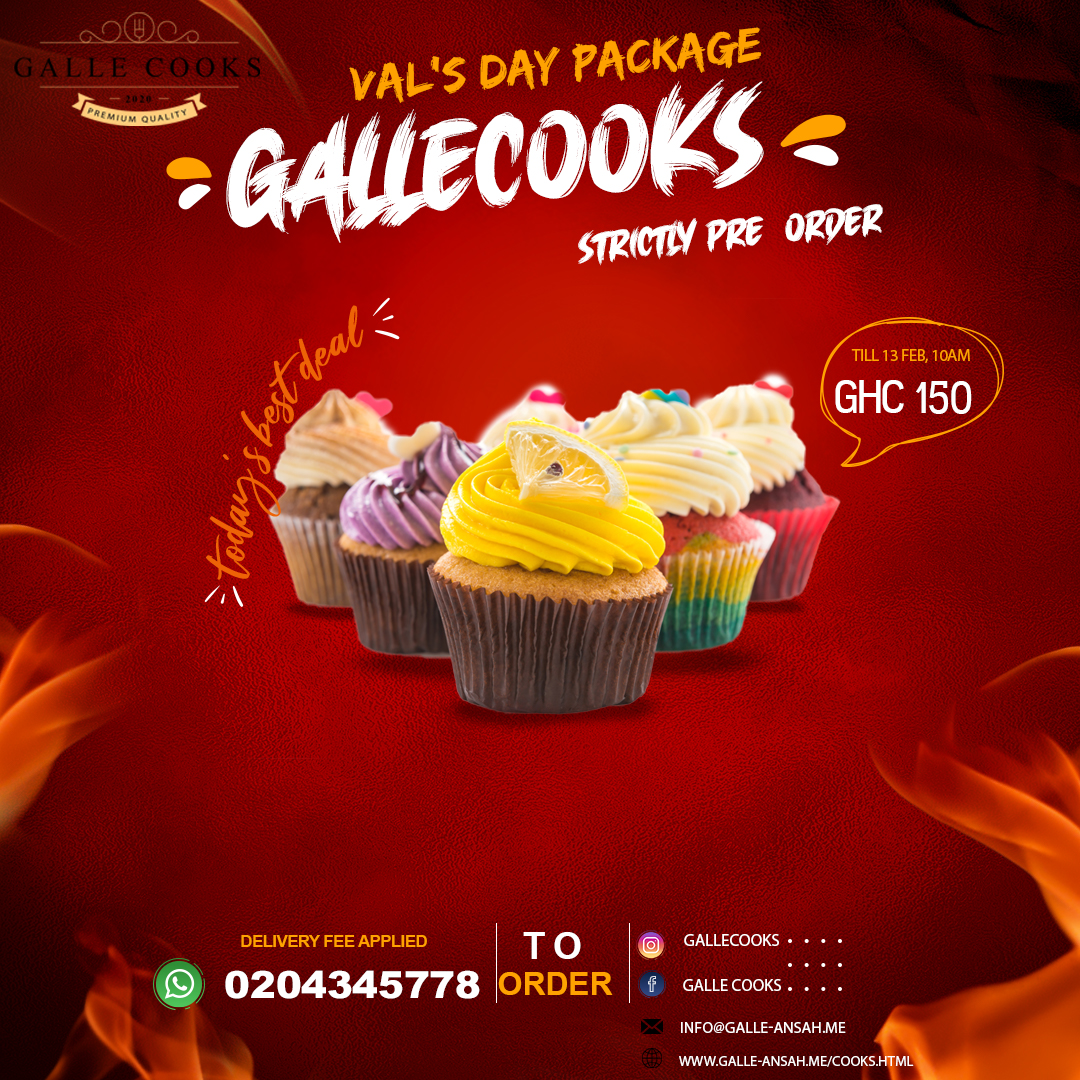 GALLE COOKS
2020
PREMIUM QUALITY
VAL'S DAY PACKAGE
GALLECOOKS
STRICTLY PRE ORDER
today's best deal
TILL 13 FEB, 10AM
GHC 150
DELIVERY FEE APPLIED
0204345778
TO
ORDER
GALLECOOKS
GALLE COOKS
INFO@GALLE-ANSAH.ME
WWW.GALLE-ANSAH.ME/COOKS.HTML